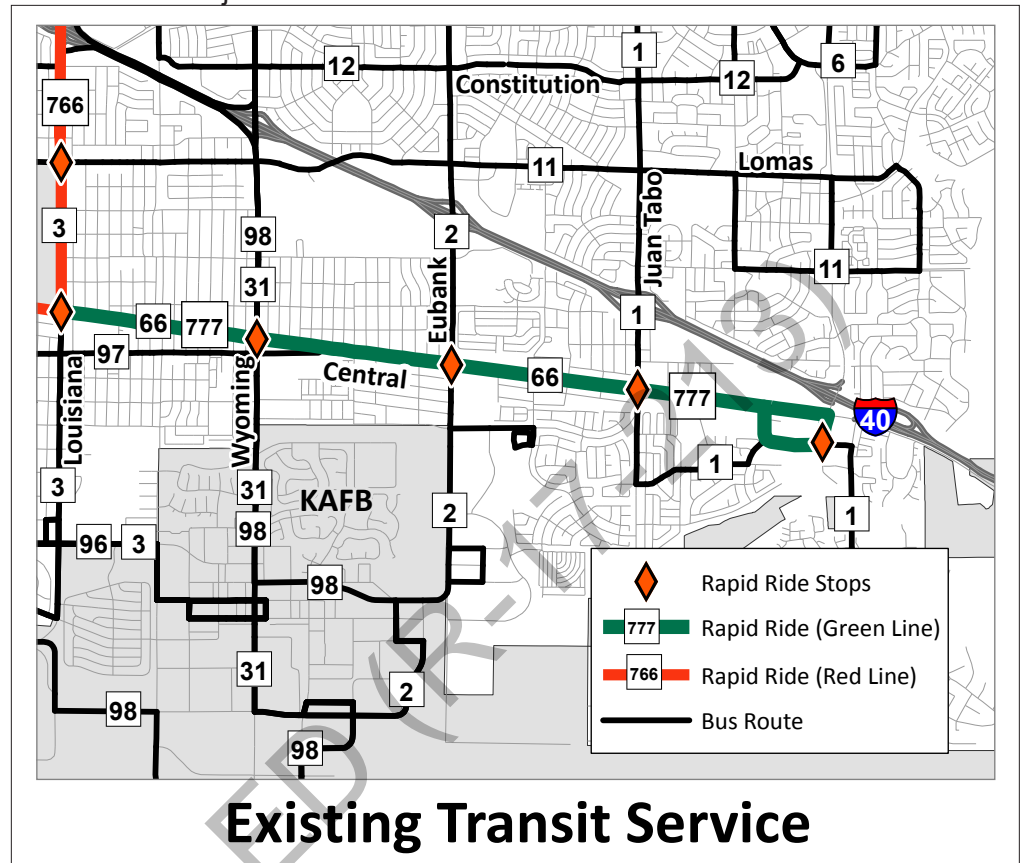 1
12
6
Constitution
12
766
Lomas
11
3
98
2
Juan Tabo
11
31
Eubank
1
66
777
97
Central
66
777
40
Louisiana
Wyoming
1
3
31
KAFB
2
1
98
96
3
98
31
2
98
98
Rapid Ride Stops
777
Rapid Ride (Green Line)
766
Rapid Ride (Red Line)
Bus Route
ED (R-17-213)
Existing Transit Service